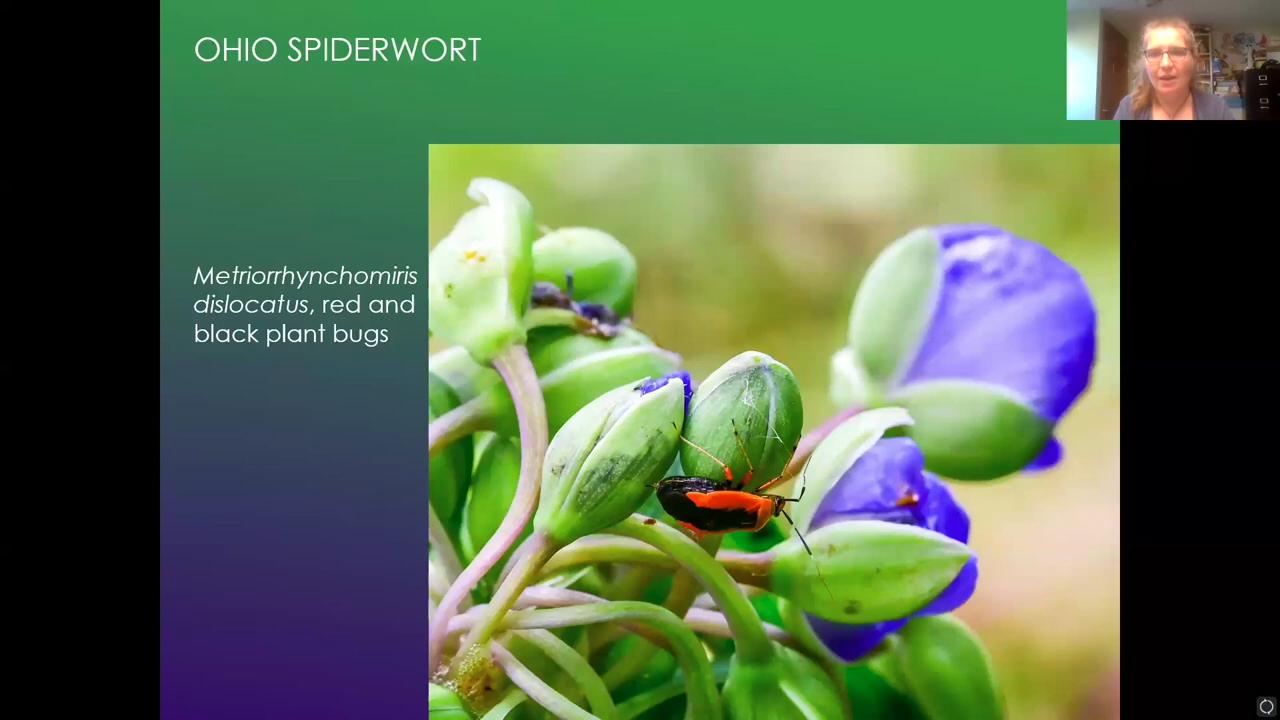 OHIO SPIDERWORT
Metriorrhynchomiris
dislocatus, red and
black plant bugs